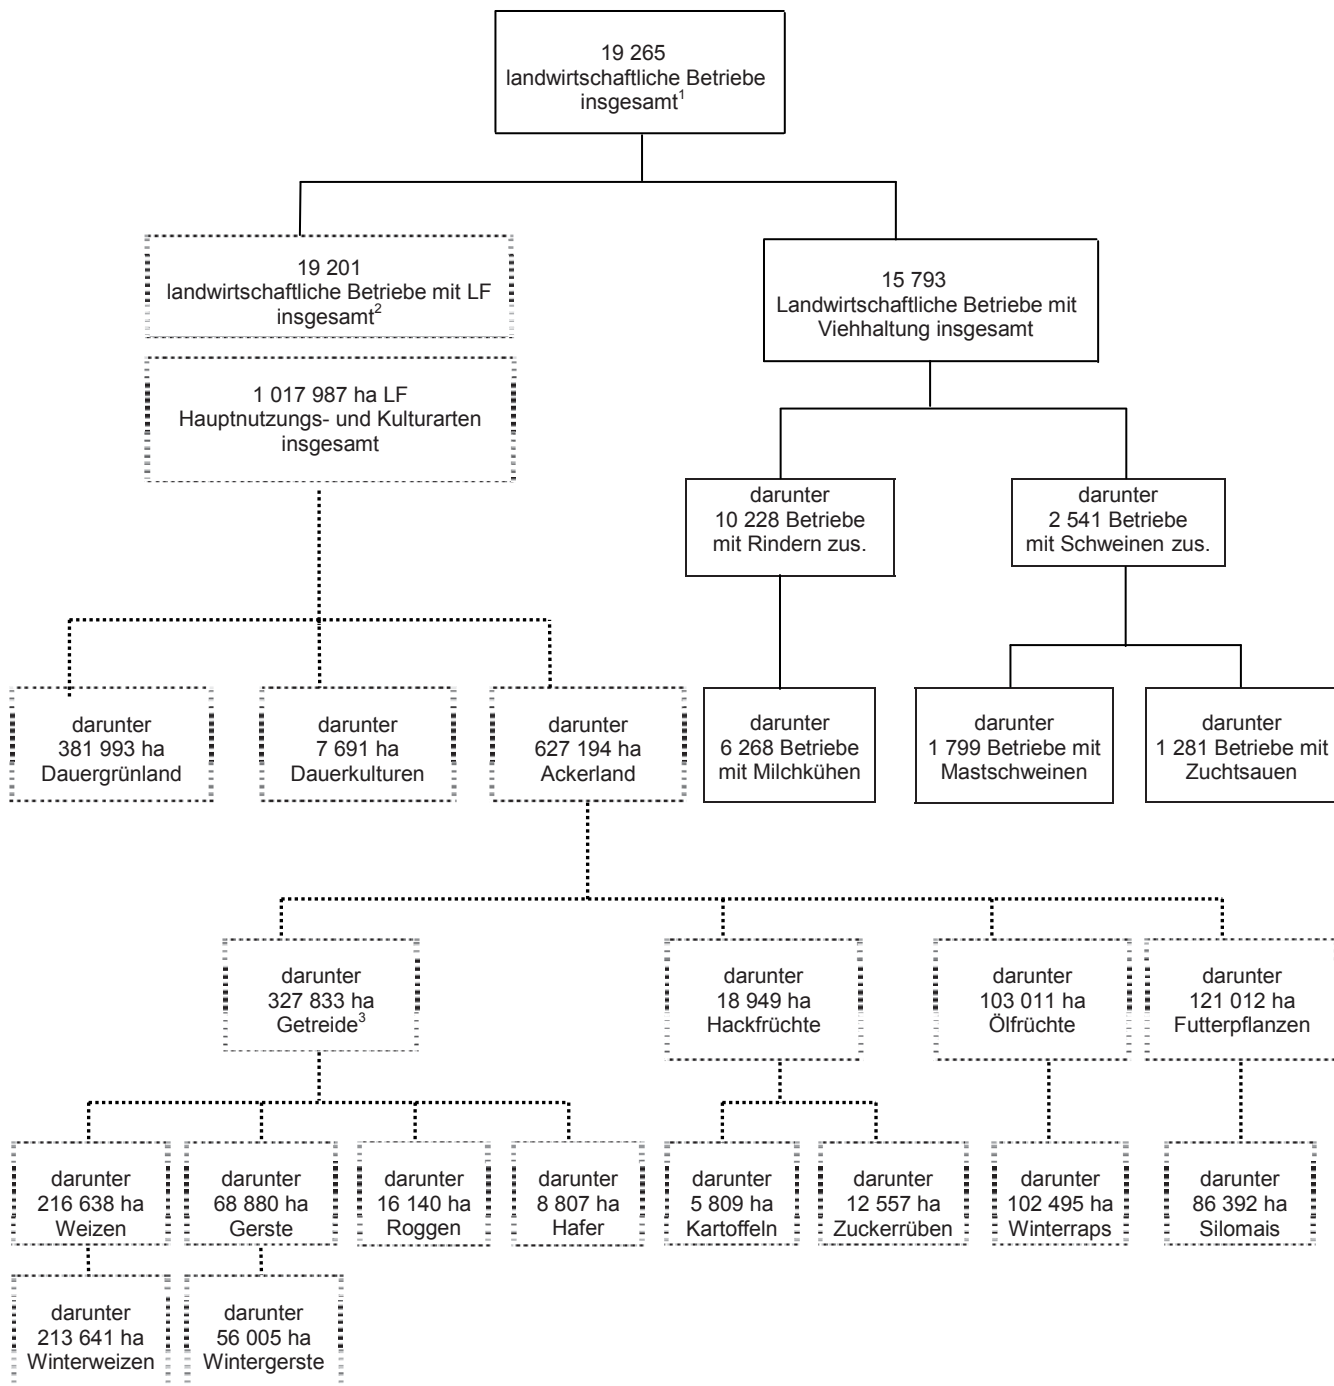 19 265
landwirtschaftliche Betriebe
insgesamt¹
19 201
landwirtschaftliche Betriebe mit LF
insgesamt²
15 793
Landwirtschaftliche Betriebe mit
Viehhaltung insgesamt
1 017 987 ha LF
Hauptnutzungs- und Kulturarten
insgesamt
darunter
10 228 Betriebe
mit Rindern zus.
darunter
2 541 Betriebe
mit Schweinen zus.
darunter
381 993 ha
Dauergrünland
darunter
7 691 ha
Dauerkulturen
darunter
627 194 ha
Ackerland
darunter
6 268 Betriebe
mit Milchkühen
darunter
1 799 Betriebe mit
Mastschweinen
darunter
1 281 Betriebe mit
Zuchtsauen
darunter
327 833 ha
Getreide³
darunter
18 949 ha
Hackfrüchte
darunter
103 011 ha
Ölfrüchte
darunter
121 012 ha
Futterpflanzen
darunter
216 638 ha
Weizen
darunter
68 880 ha
Gerste
darunter
16 140 ha
Roggen
darunter
8 807 ha
Hafer
darunter
5 809 ha
Kartoffeln
darunter
12 557 ha
Zuckerrüben
darunter
102 495 ha
Winterraps
darunter
86 392 ha
Silomais
darunter
213 641 ha
Winterweizen
darunter
56 005 ha
Wintergerste